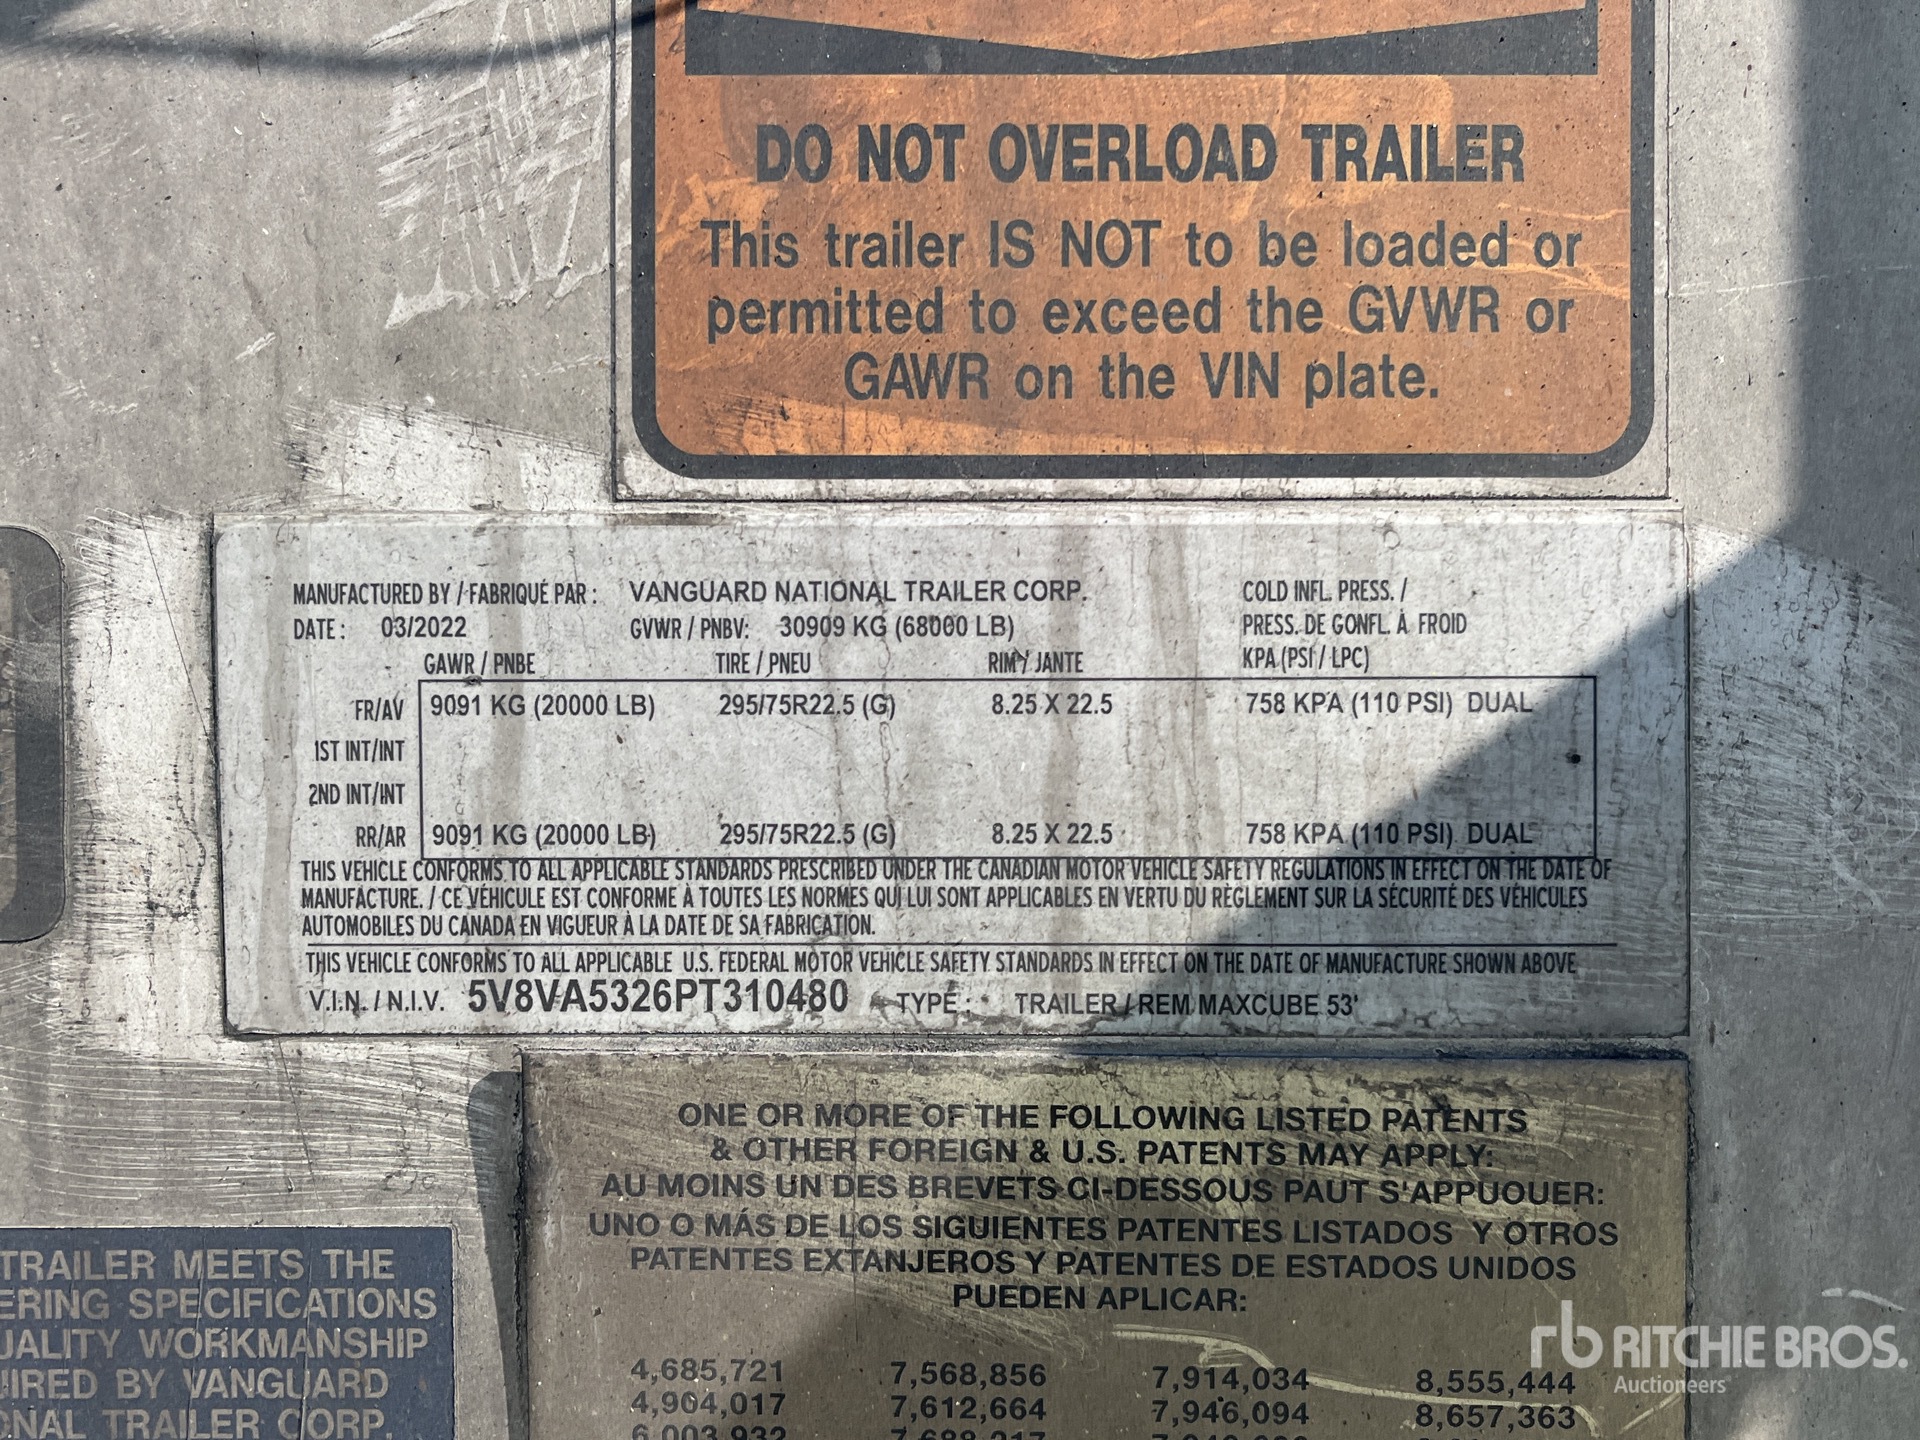 DO NOT OVERLOAD TRAILER
This trailer IS NOT to be loaded or
permitted to exceed the GVWR or
GAWR on the VIN plate.
MANUFACTURED BY / FABRIQUÉ PAR : VANGUARD NATIONAL TRAILER CORP. COLD INFL. PRESS. /
DATE : 03/2022 GVWR / PNBV: 30909 KG (68000 LB) PRESS. DE GONFL. À FROID
GAWR / PNBE TIRE / PNEU RIM / JANTE KPA (PSI / LPC)
FR/AV 9091 KG (20000 LB) 295/75R22.5 (G) 8.25 X 22.5 758 KPA (110 PSI) DUAL
1ST INT/INT
2ND INT/INT
RR/AR 9091 KG (20000 LB) 295/75R22.5 (G) 8.25 X 22.5 758 KPA (110 PSI) DUAL
THIS VEHICLE CONFORMS TO ALL APPLICABLE STANDARDS PRESCRIBED UNDER THE CANADIAN MOTOR VEHICLE SAFETY REGULATIONS IN EFFECT ON THE DATE OF
MANUFACTURE. / CE VÉHICULE EST CONFORME À TOUTES LES NORMES QUI LUI SONT APPLICABLES EN VERTU DU RÈGLEMENT SUR LA SÉCURITÉ DES VÉHICULES
AUTOMOBILES DU CANADA EN VIGUEUR À LA DATE DE SA FABRICATION.
THIS VEHICLE CONFORMS TO ALL APPLICABLE U.S. FEDERAL MOTOR VEHICLE SAFETY STANDARDS IN EFFECT ON THE DATE OF MANUFACTURE SHOWN ABOVE
V.I.N. / N.I.V. 5V8VA5326PT310480 TYPE : TRAILER / REM MAXCUBE 53'
ONE OR MORE OF THE FOLLOWING LISTED PATENTS
& OTHER FOREIGN & U.S. PATENTS MAY APPLY:
AU MOINS UN DES BREVETS CI-DESSOUS PAUT S'APPUOUER:
UNO O MÁS DE LOS SIGUIENTES PATENTES LISTADOS Y OTROS
PATENTES EXTANJEROS Y PATENTES DE ESTADOS UNIDOS
PUEDEN APLICAR:
4,685,721 7,568,856 7,914,034 8,555,444
4,904,017 7,612,664 7,946,094 8,657,363
6,003,932
TRAILER MEETS THE
ERING SPECIFICATIONS
UALITY WORKMANSHIP
IRED BY VANGUARD
ONAL TRAILER CORP.
rb RITCHIE BROS.
Auctioneers